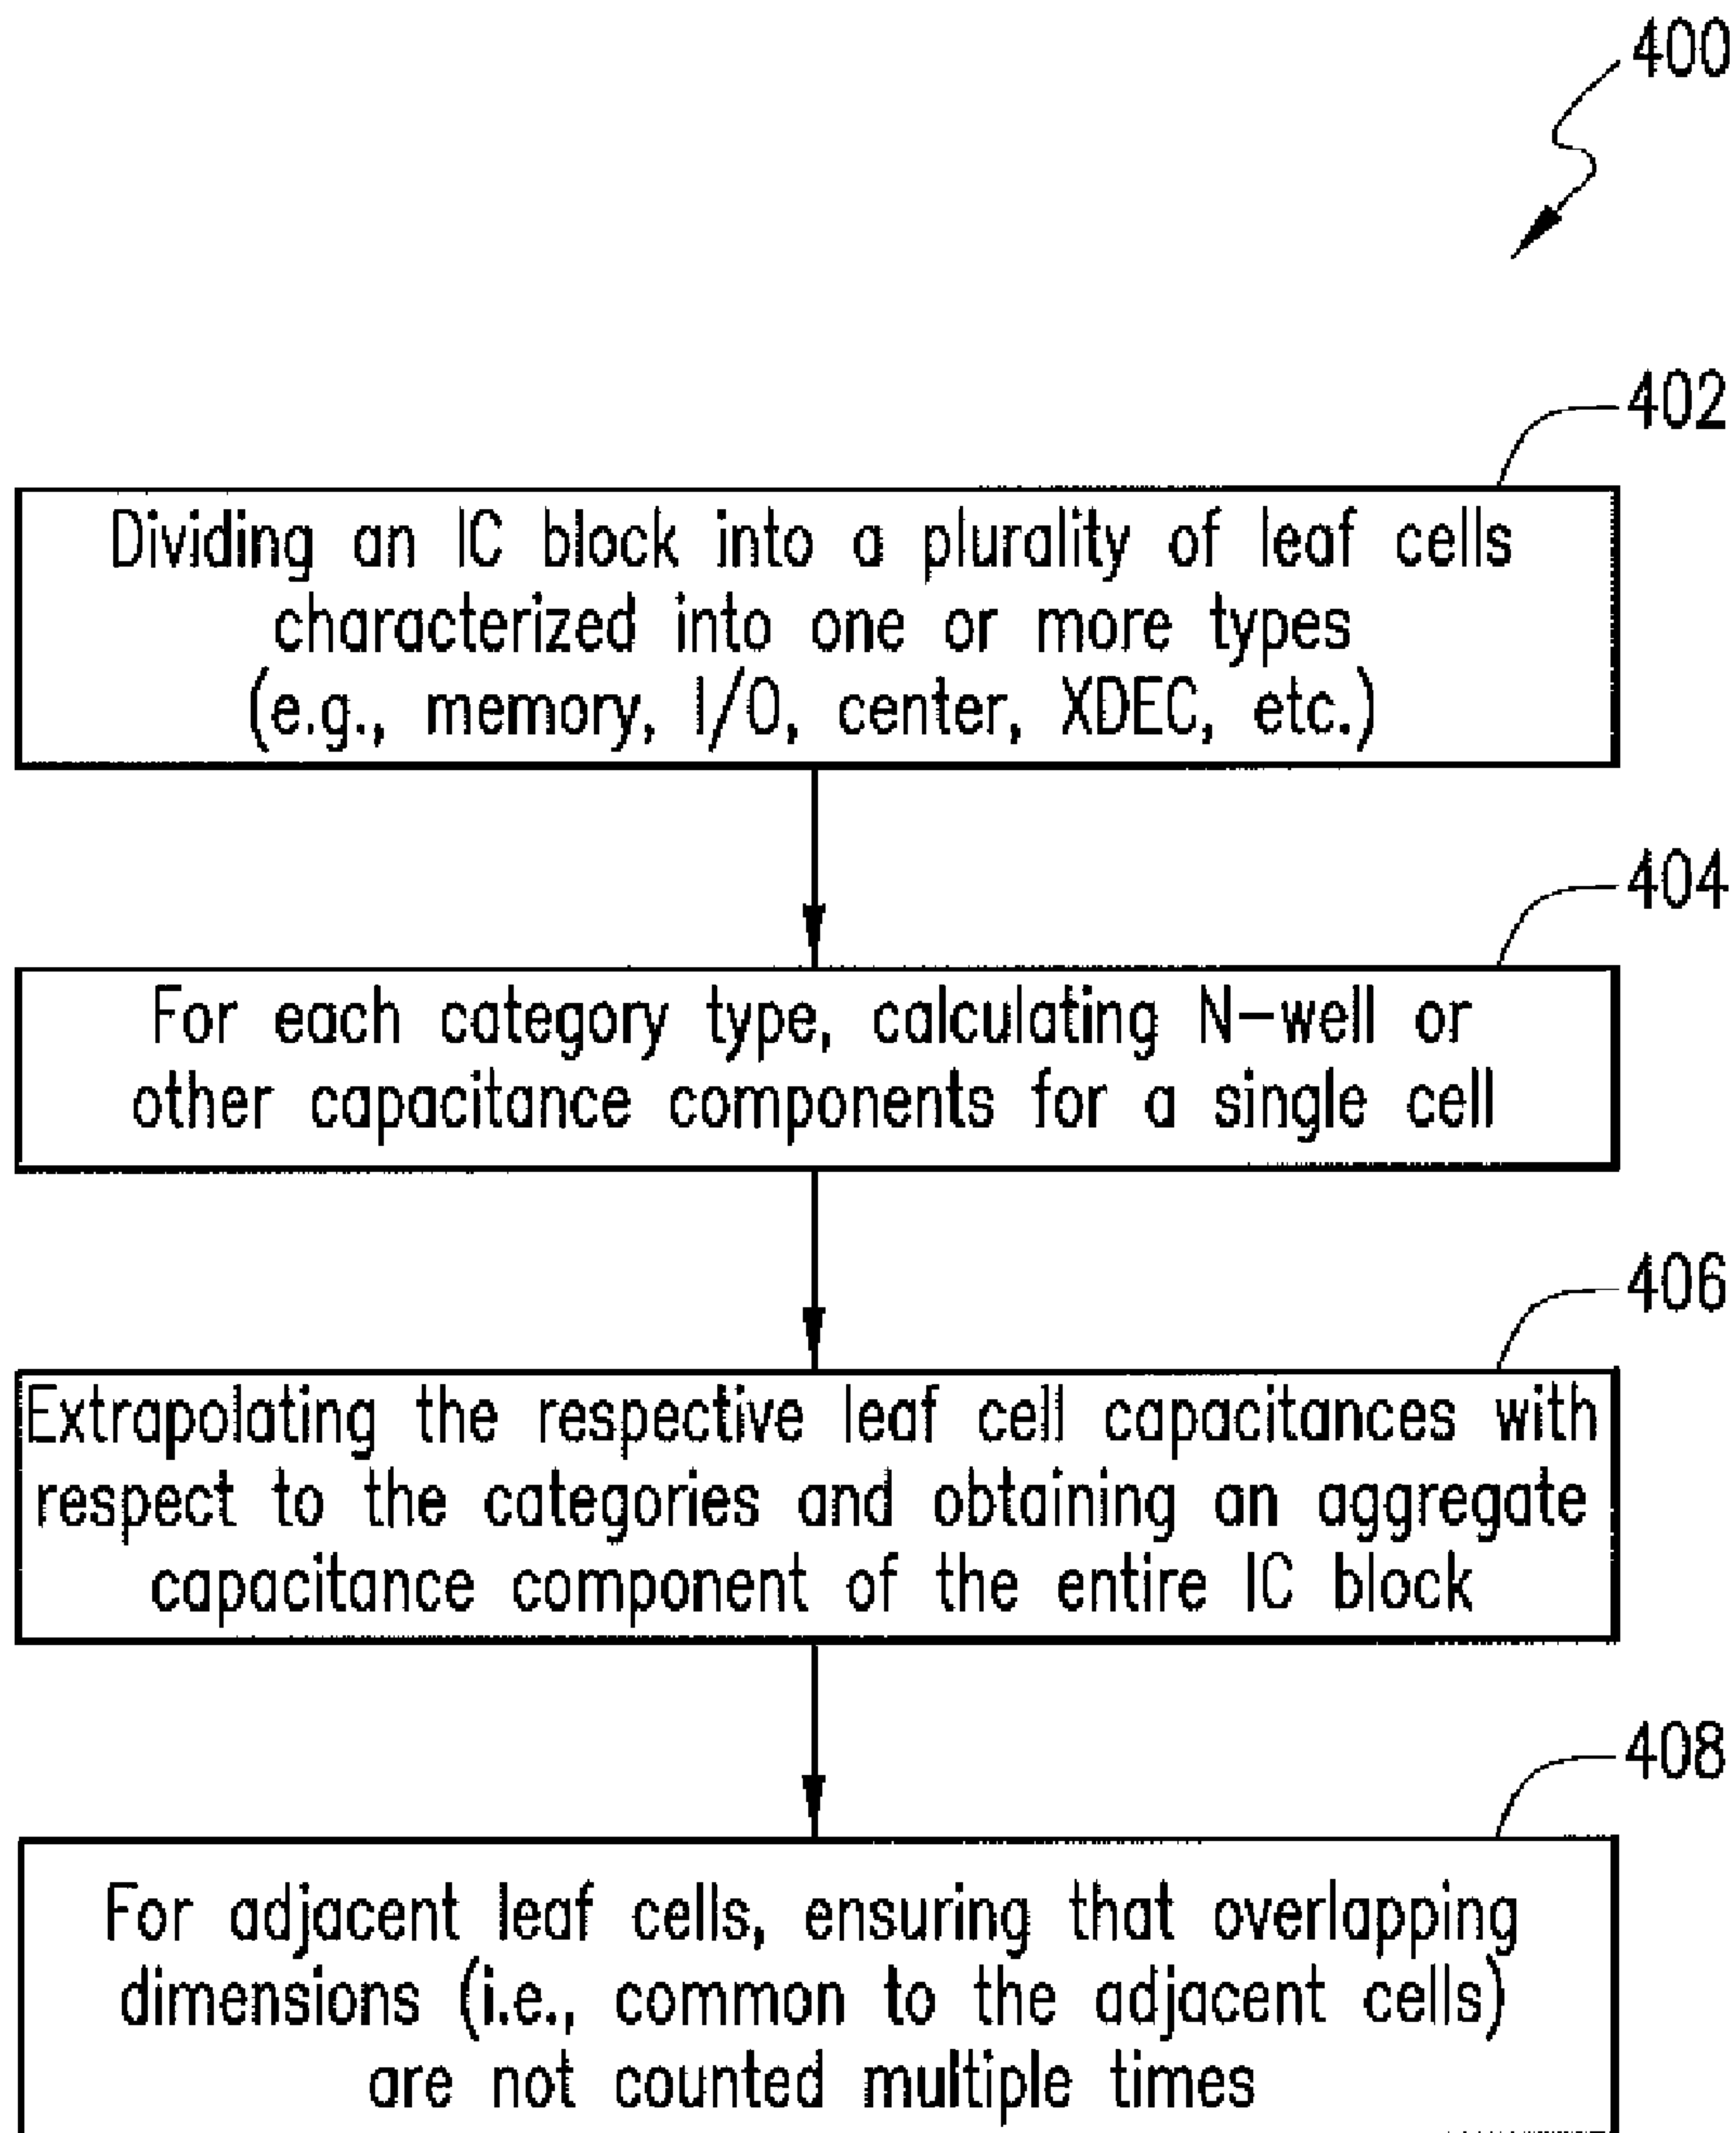 400
402
Dividing an IC block into a plurality of leaf cells
characterized into one or more types
(e.g., memory, I/O, center, XDEC, etc.)
404
For each category type, calculating N-well or
other capacitance components for a single cell
406
Extrapolating the respective leaf cell capacitances with
respect to the categories and obtaining an aggregate
capacitance component of the entire IC block
408
For adjacent leaf cells, ensuring that overlapping
dimensions (i.e., common to the adjacent cells)
are not counted multiple times